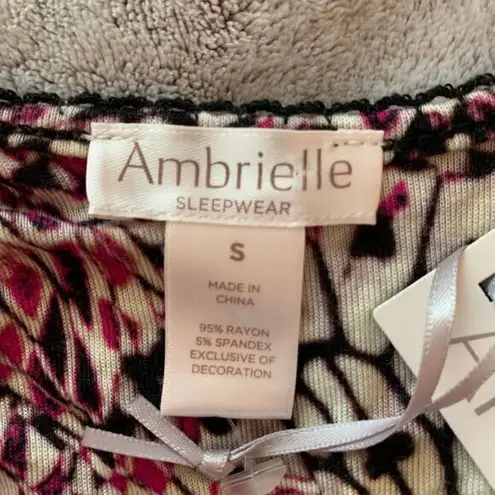 Ambrielle
SLEEPWEAR
S
MADE IN
CHINA
95% RAYON
5% SPANDEX
EXCLUSIVE OF
DECORATION